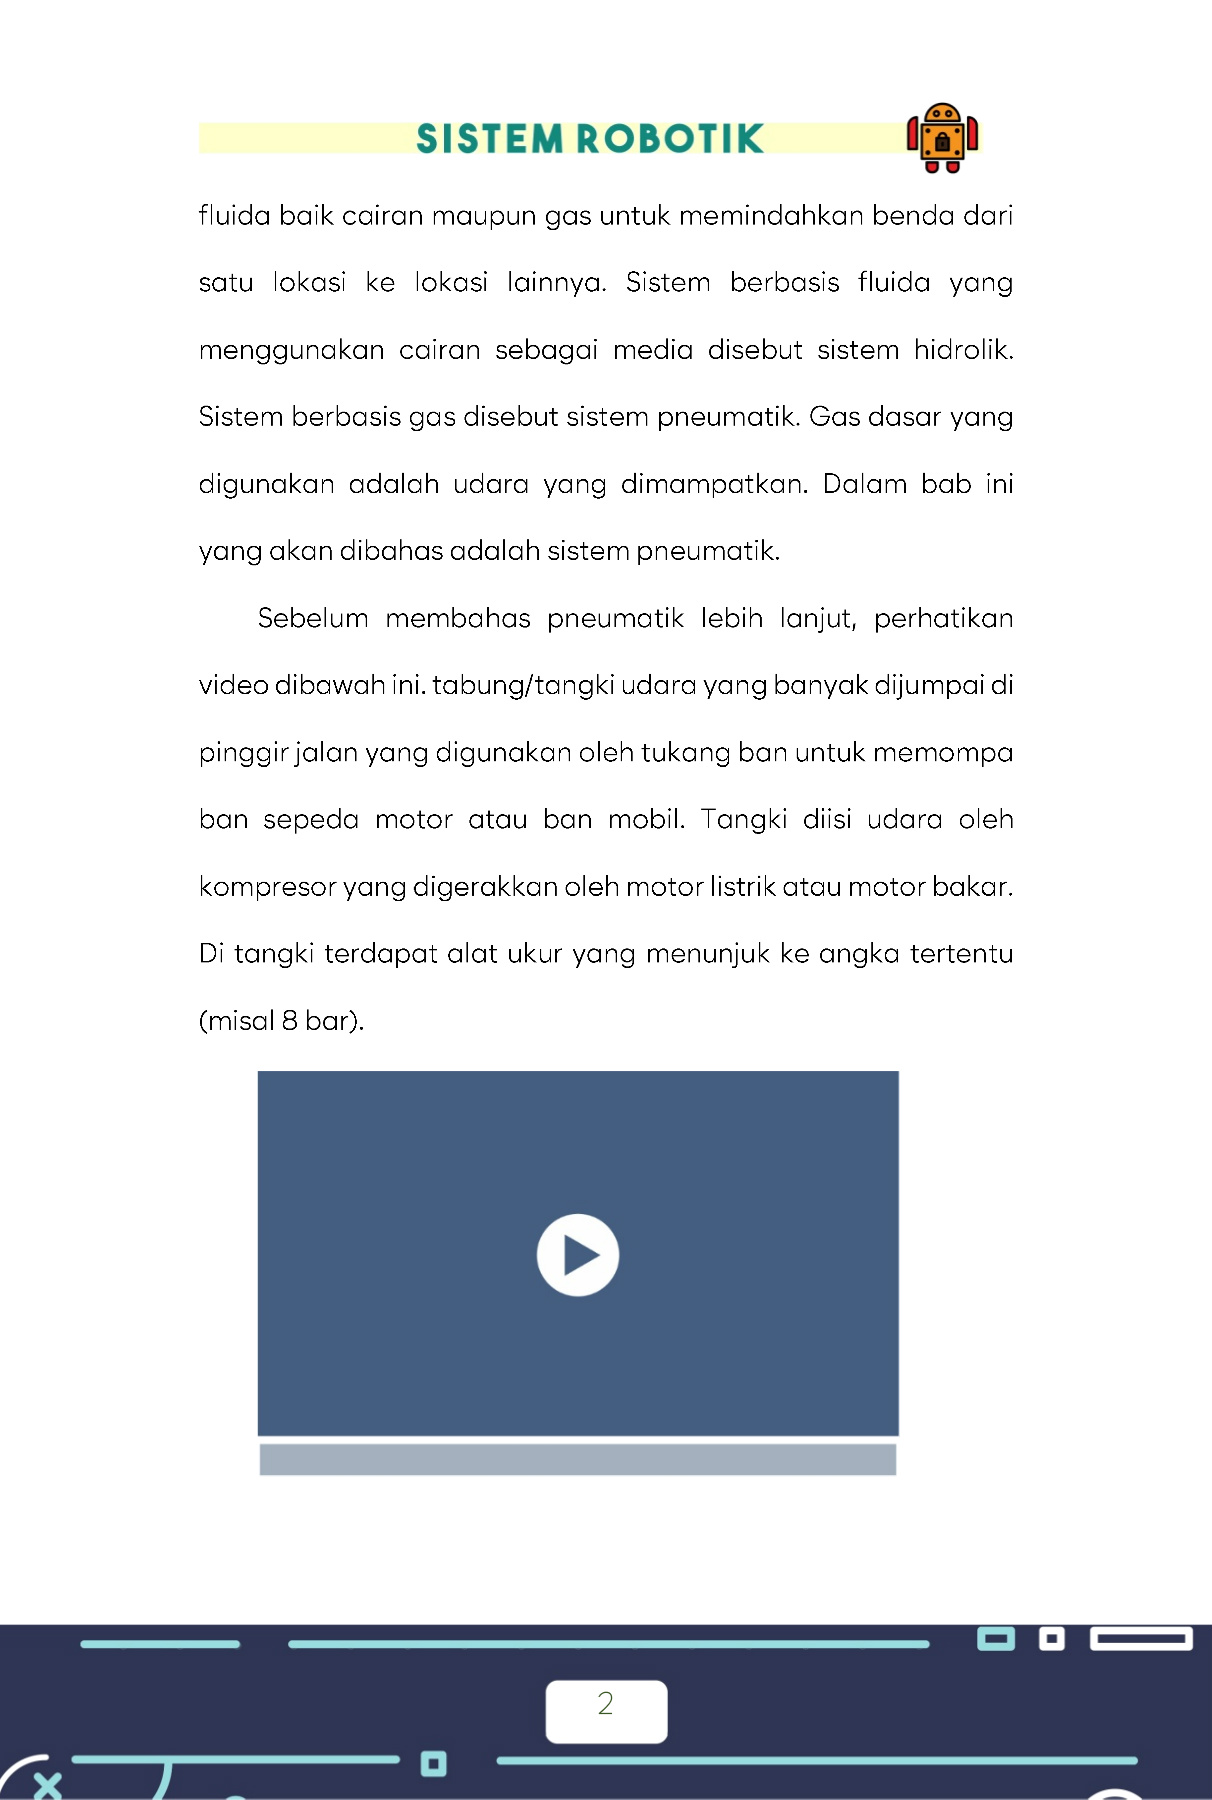 SISTEM ROBOTIK
fluida baik cairan maupun gas untuk memindahkan benda dari
satu lokasi ke lokasi lainnya. Sistem berbasis fluida yang
menggunakan cairan sebagai media disebut sistem hidrolik.
Sistem berbasis gas disebut sistem pneumatik. Gas dasar yang
digunakan adalah udara yang dimampatkan. Dalam bab ini
yang akan dibahas adalah sistem pneumatik.
Sebelum membahas pneumatik lebih lanjut, perhatikan
video dibawah ini. tabung/tangki udara yang banyak dijumpai di
pinggir jalan yang digunakan oleh tukang ban untuk memompa
ban sepeda motor atau ban mobil. Tangki diisi udara oleh
kompresor yang digerakkan oleh motor listrik atau motor bakar.
Di tangki terdapat alat ukur yang menunjuk ke angka tertentu
(misal 8 bar).
2